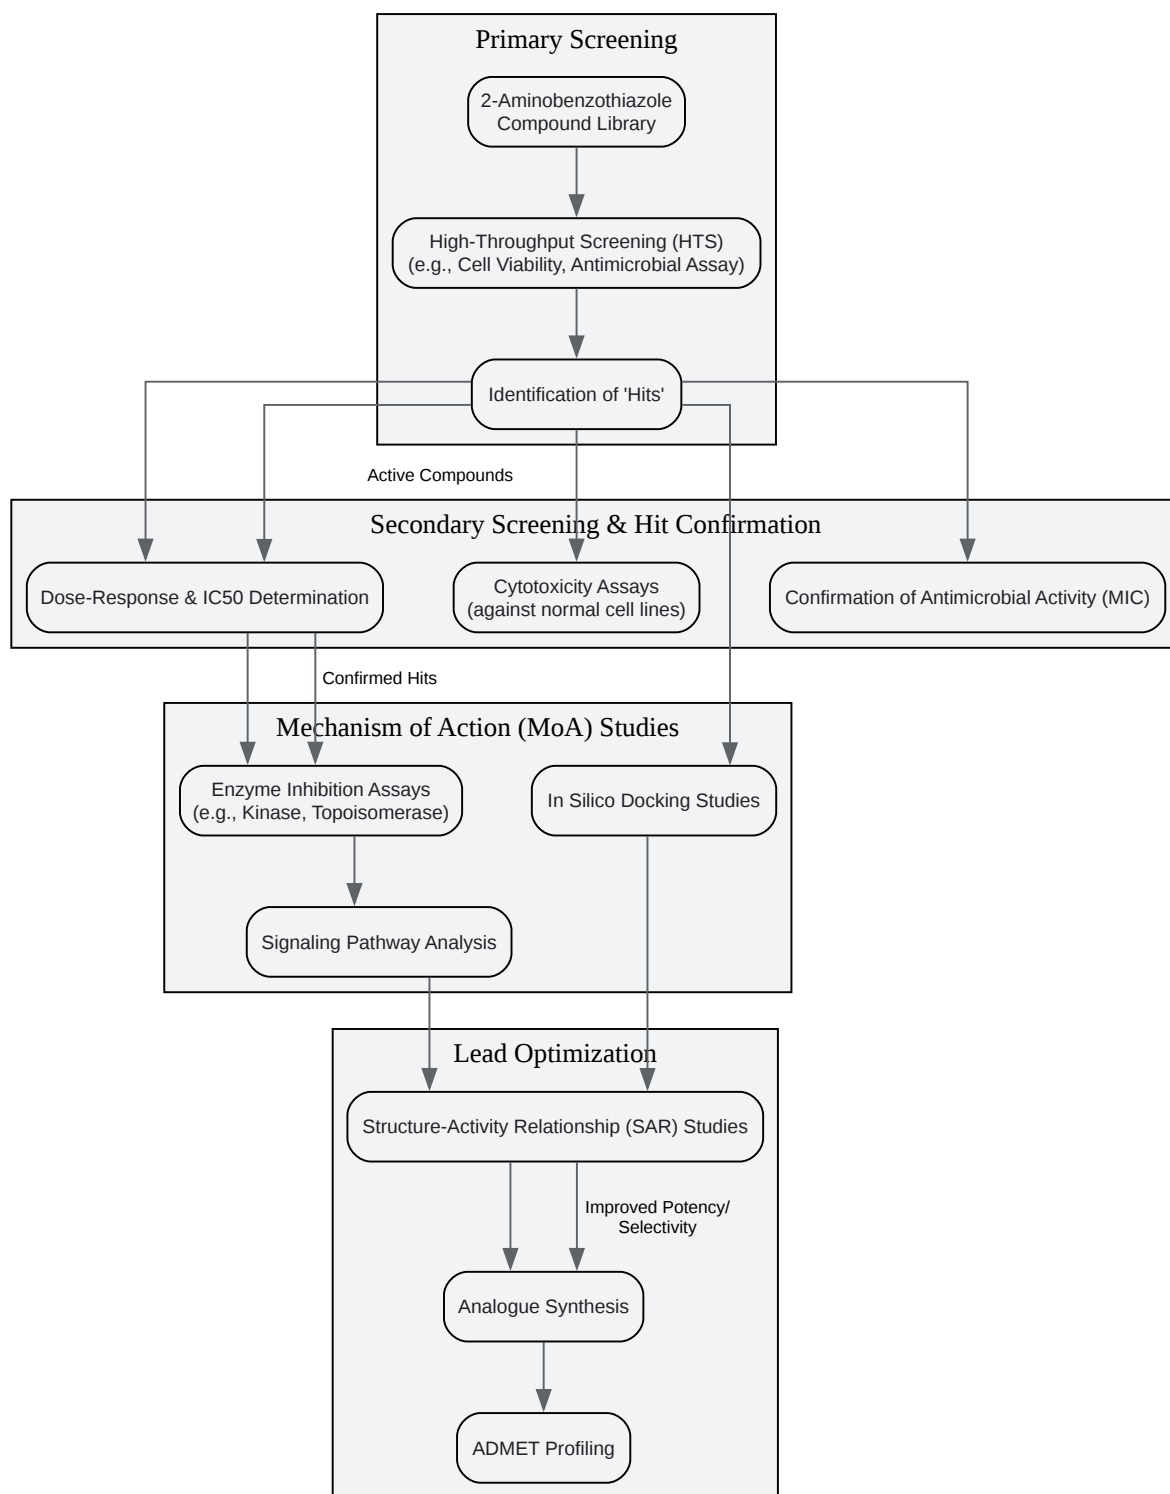 Primary Screening
2-Aminobenzothiazole
Compound Library
High-Throughput Screening (HTS)
(e.g., Cell Viability, Antimicrobial Assay)
Identification of 'Hits'
Active Compounds
Secondary Screening & Hit Confirmation
Dose-Response & IC50 Determination
Cytotoxicity Assays
(against normal cell lines)
Confirmation of Antimicrobial Activity (MIC)
Confirmed Hits
Mechanism of Action (MoA) Studies
Enzyme Inhibition Assays
(e.g., Kinase, Topoisomerase)
In Silico Docking Studies
Signaling Pathway Analysis
Lead Optimization
Structure-Activity Relationship (SAR) Studies
Improved Potency/
Selectivity
Analogue Synthesis
ADMET Profiling